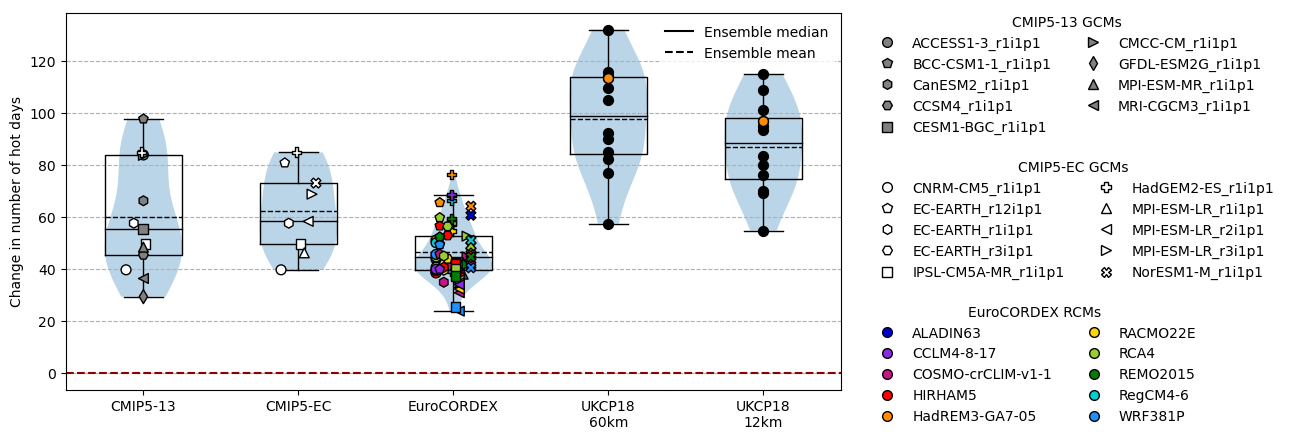 Change in number of hot days
120
100
80
60
40
20
0
Ensemble median
Ensemble mean
CMIP5-13
CMIP5-EC
EuroCORDEX
UKCP18
60km
UKCP18
12km
CMIP5-13 GCMs
ACCESS1-3_r1i1p1
BCC-CSM1-1_r1i1p1
CanESM2_r1i1p1
CCSM4_r1i1p1
CESM1-BGC_r1i1p1
CMCC-CM_r1i1p1
GFDL-ESM2G_r1i1p1
MPI-ESM-MR_r1i1p1
MRI-CGCM3_r1i1p1
CMIP5-EC GCMs
CNRM-CM5_r1i1p1
EC-EARTH_r12i1p1
EC-EARTH_r1i1p1
EC-EARTH_r3i1p1
IPSL-CM5A-MR_r1i1p1
HadGEM2-ES_r1i1p1
MPI-ESM-LR_r1i1p1
MPI-ESM-LR_r2i1p1
MPI-ESM-LR_r3i1p1
NorESM1-M_r1i1p1
EuroCORDEX RCMs
ALADIN63
CCLM4-8-17
COSMO-crCLIM-v1-1
HIRHAM5
HadREM3-GA7-05
RACMO22E
RCA4
REMO2015
RegCM4-6
WRF381P